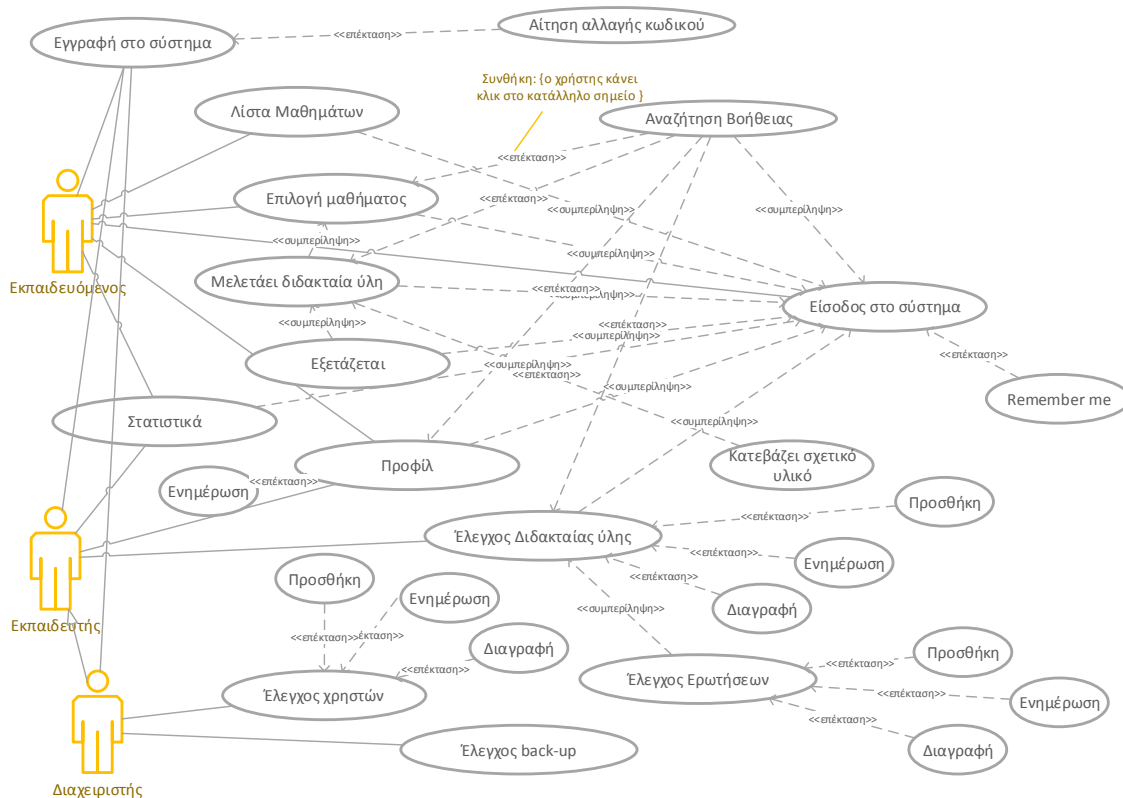 Αίτηση αλλαγής κωδικού
Εγγραφή στο σύστημα
<<επέκταση>>
Συνθήκη: {ο χρήστης κάνει
κλικ στο κατάλληλο σημείο }
Λίστα Μαθημάτων
Αναζήτηση Βοήθειας
<<επέκταση>>
Επιλογή μαθήματος
<<επέκταση>>
<<συμπερίληψη>>
<<συμπερίληψη>>
<<συμπερίληψη>>
<<συμπερίληψη>>
Εκπαιδευόμενος
Μελετάει διδακταία ύλη
<<επέκταση>>
<<συμπερίληψη>>
Είσοδος στο σύστημα
<<συμπερίληψη>>
<<επέκταση>>
<<συμπερίληψη>>
<<επέκταση>>
Εξετάζεται
<<συμπερίληψη>>
<<επέκταση>>
<<συμπερίληψη>>
Remember me
Στατιστικά
<<συμπερίληψη>>
Προφίλ
Κατεβάζει σχετικό
υλικό
<<επέκταση>>
Ενημέρωση
Προσθήκη
<<επέκταση>>
Έλεγχος Διδακταίας ύλης
<<επέκταση>>
Ενημέρωση
<<επέκταση>>
Προσθήκη
Ενημέρωση
Διαγραφή
<<συμπερίληψη>>
Εκπαιδευτής
<<επέκταση>>
έκταση>>
Διαγραφή
<<επέκταση>>
Προσθήκη
<<επέκταση>>
Έλεγχος Ερωτήσεων
Έλεγχος χρηστών
<<επέκταση>>
Ενημέρωση
<<επέκταση>>
Έλεγχος back-up
Διαγραφή
Διαχειριστής